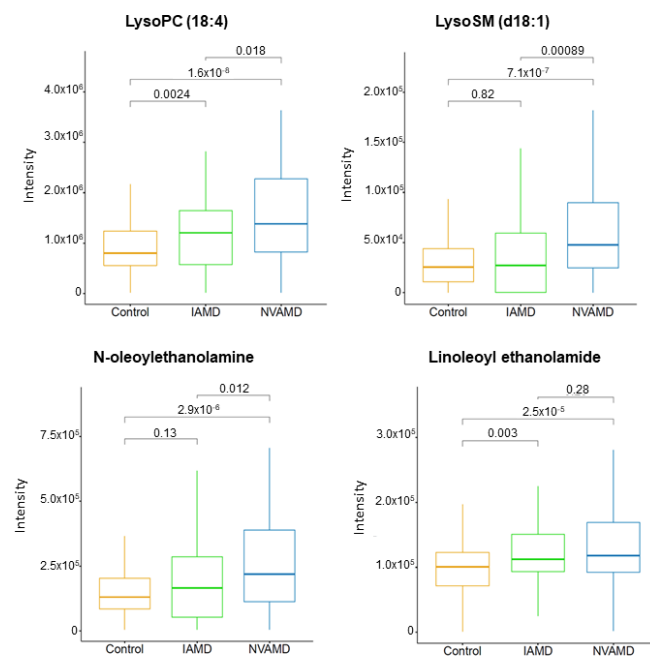 LysoPC (18:4)
LysoSM (d18:1)
0.018
1.6x10⁻⁸
0.0024
4.0x10⁶
3.0x10⁶
2.0x10⁶
1.0x10⁶
0
Intensity
Control IAMD NVAMD
0.00089
7.1x10⁻⁷
0.82
2.0x10⁵
1.5x10⁵
1.0x10⁵
5.0x10⁴
0
Intensity
Control IAMD NVAMD
N-oleoylethanolamine
Linoleoyl ethanolamide
0.012
2.9x10⁻⁶
0.13
7.5x10⁵
5.0x10⁵
2.5x10⁵
0
Intensity
Control IAMD NVAMD
0.28
2.5x10⁻⁵
0.003
3.0x10⁵
2.0x10⁵
1.0x10⁵
0
Intensity
Control IAMD NVAMD